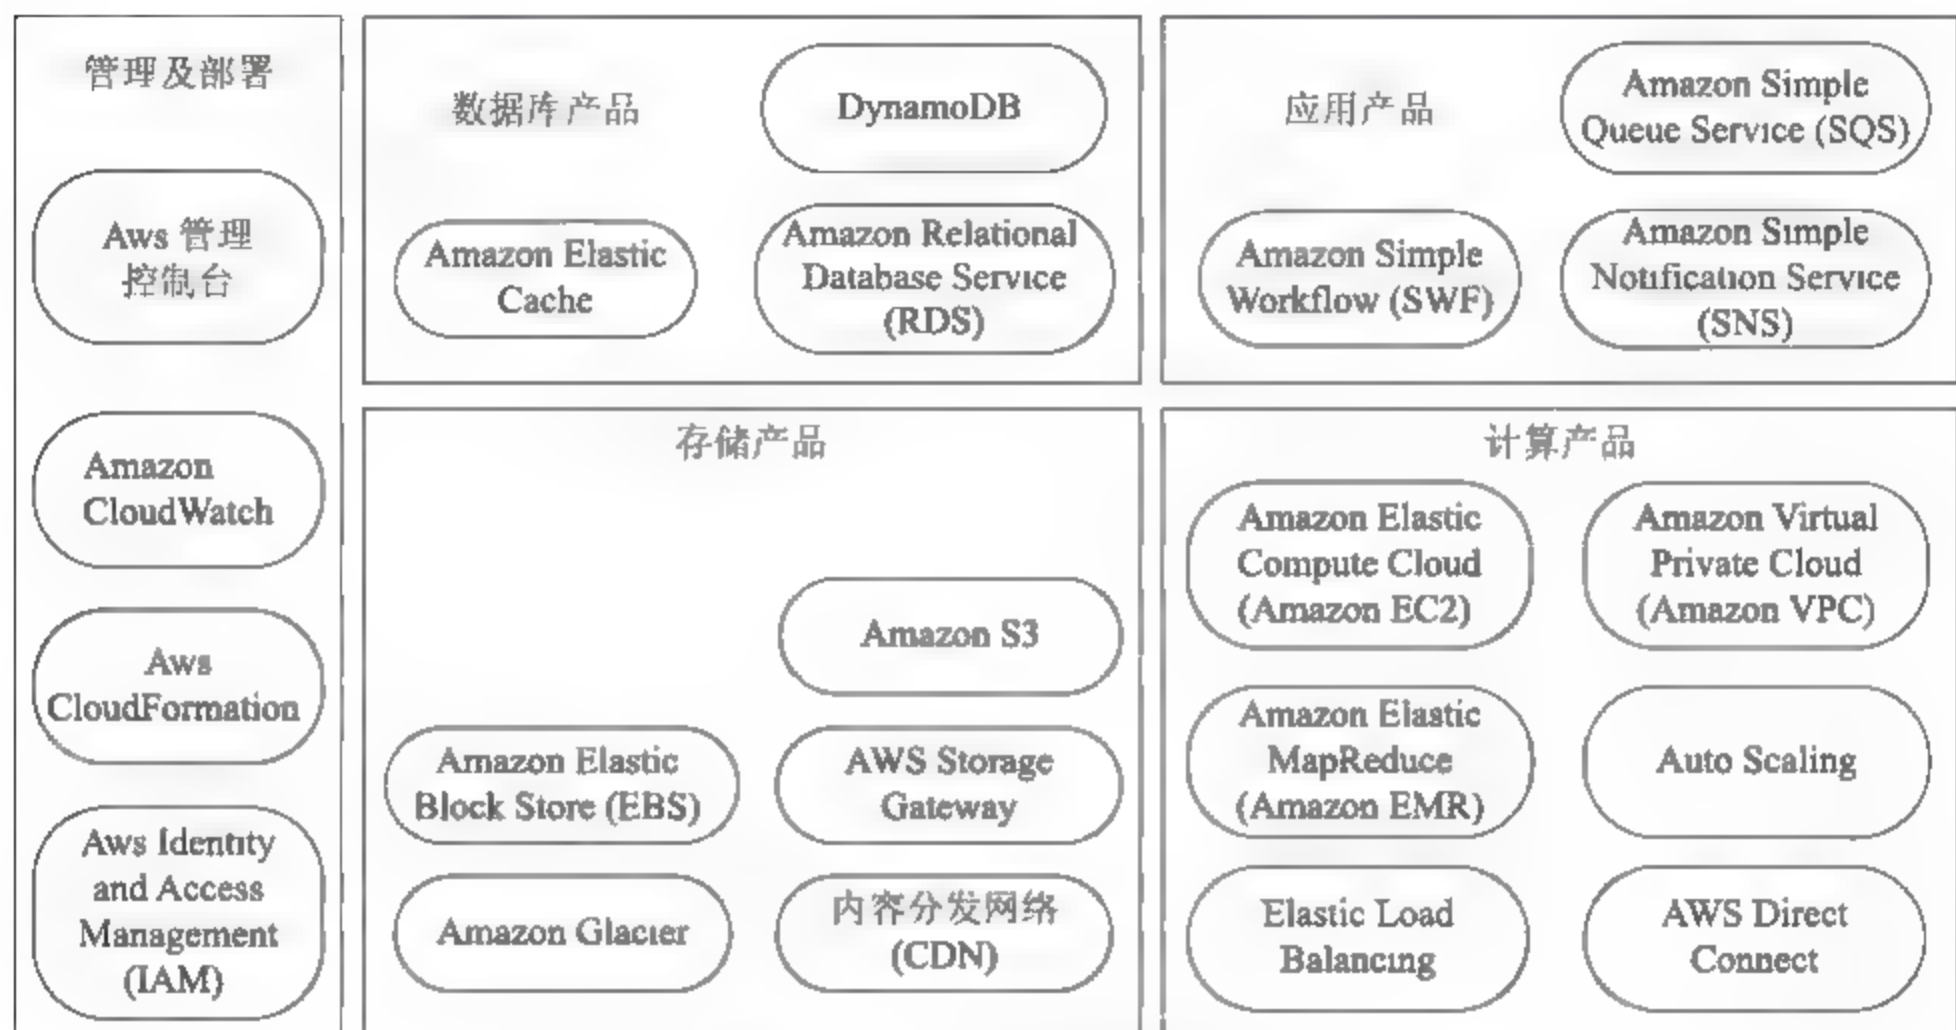 管理及部署
Aws 管理
控制台
Amazon
CloudWatch
Aws
CloudFormation
Aws Identity
and Access
Management
(IAM)
数据库产品
DynamoDB
Amazon Elastic
Cache
Amazon Relational
Database Service
(RDS)
应用产品
Amazon Simple
Queue Service (SQS)
Amazon Simple
Workflow (SWF)
Amazon Simple
Notification Service
(SNS)
存储产品
Amazon S3
Amazon Elastic
Block Store (EBS)
AWS Storage
Gateway
Amazon Glacier
内容分发网络
(CDN)
计算产品
Amazon Elastic
Compute Cloud
(Amazon EC2)
Amazon Virtual
Private Cloud
(Amazon VPC)
Amazon Elastic
MapReduce
(Amazon EMR)
Auto Scaling
Elastic Load
Balancing
AWS Direct
Connect